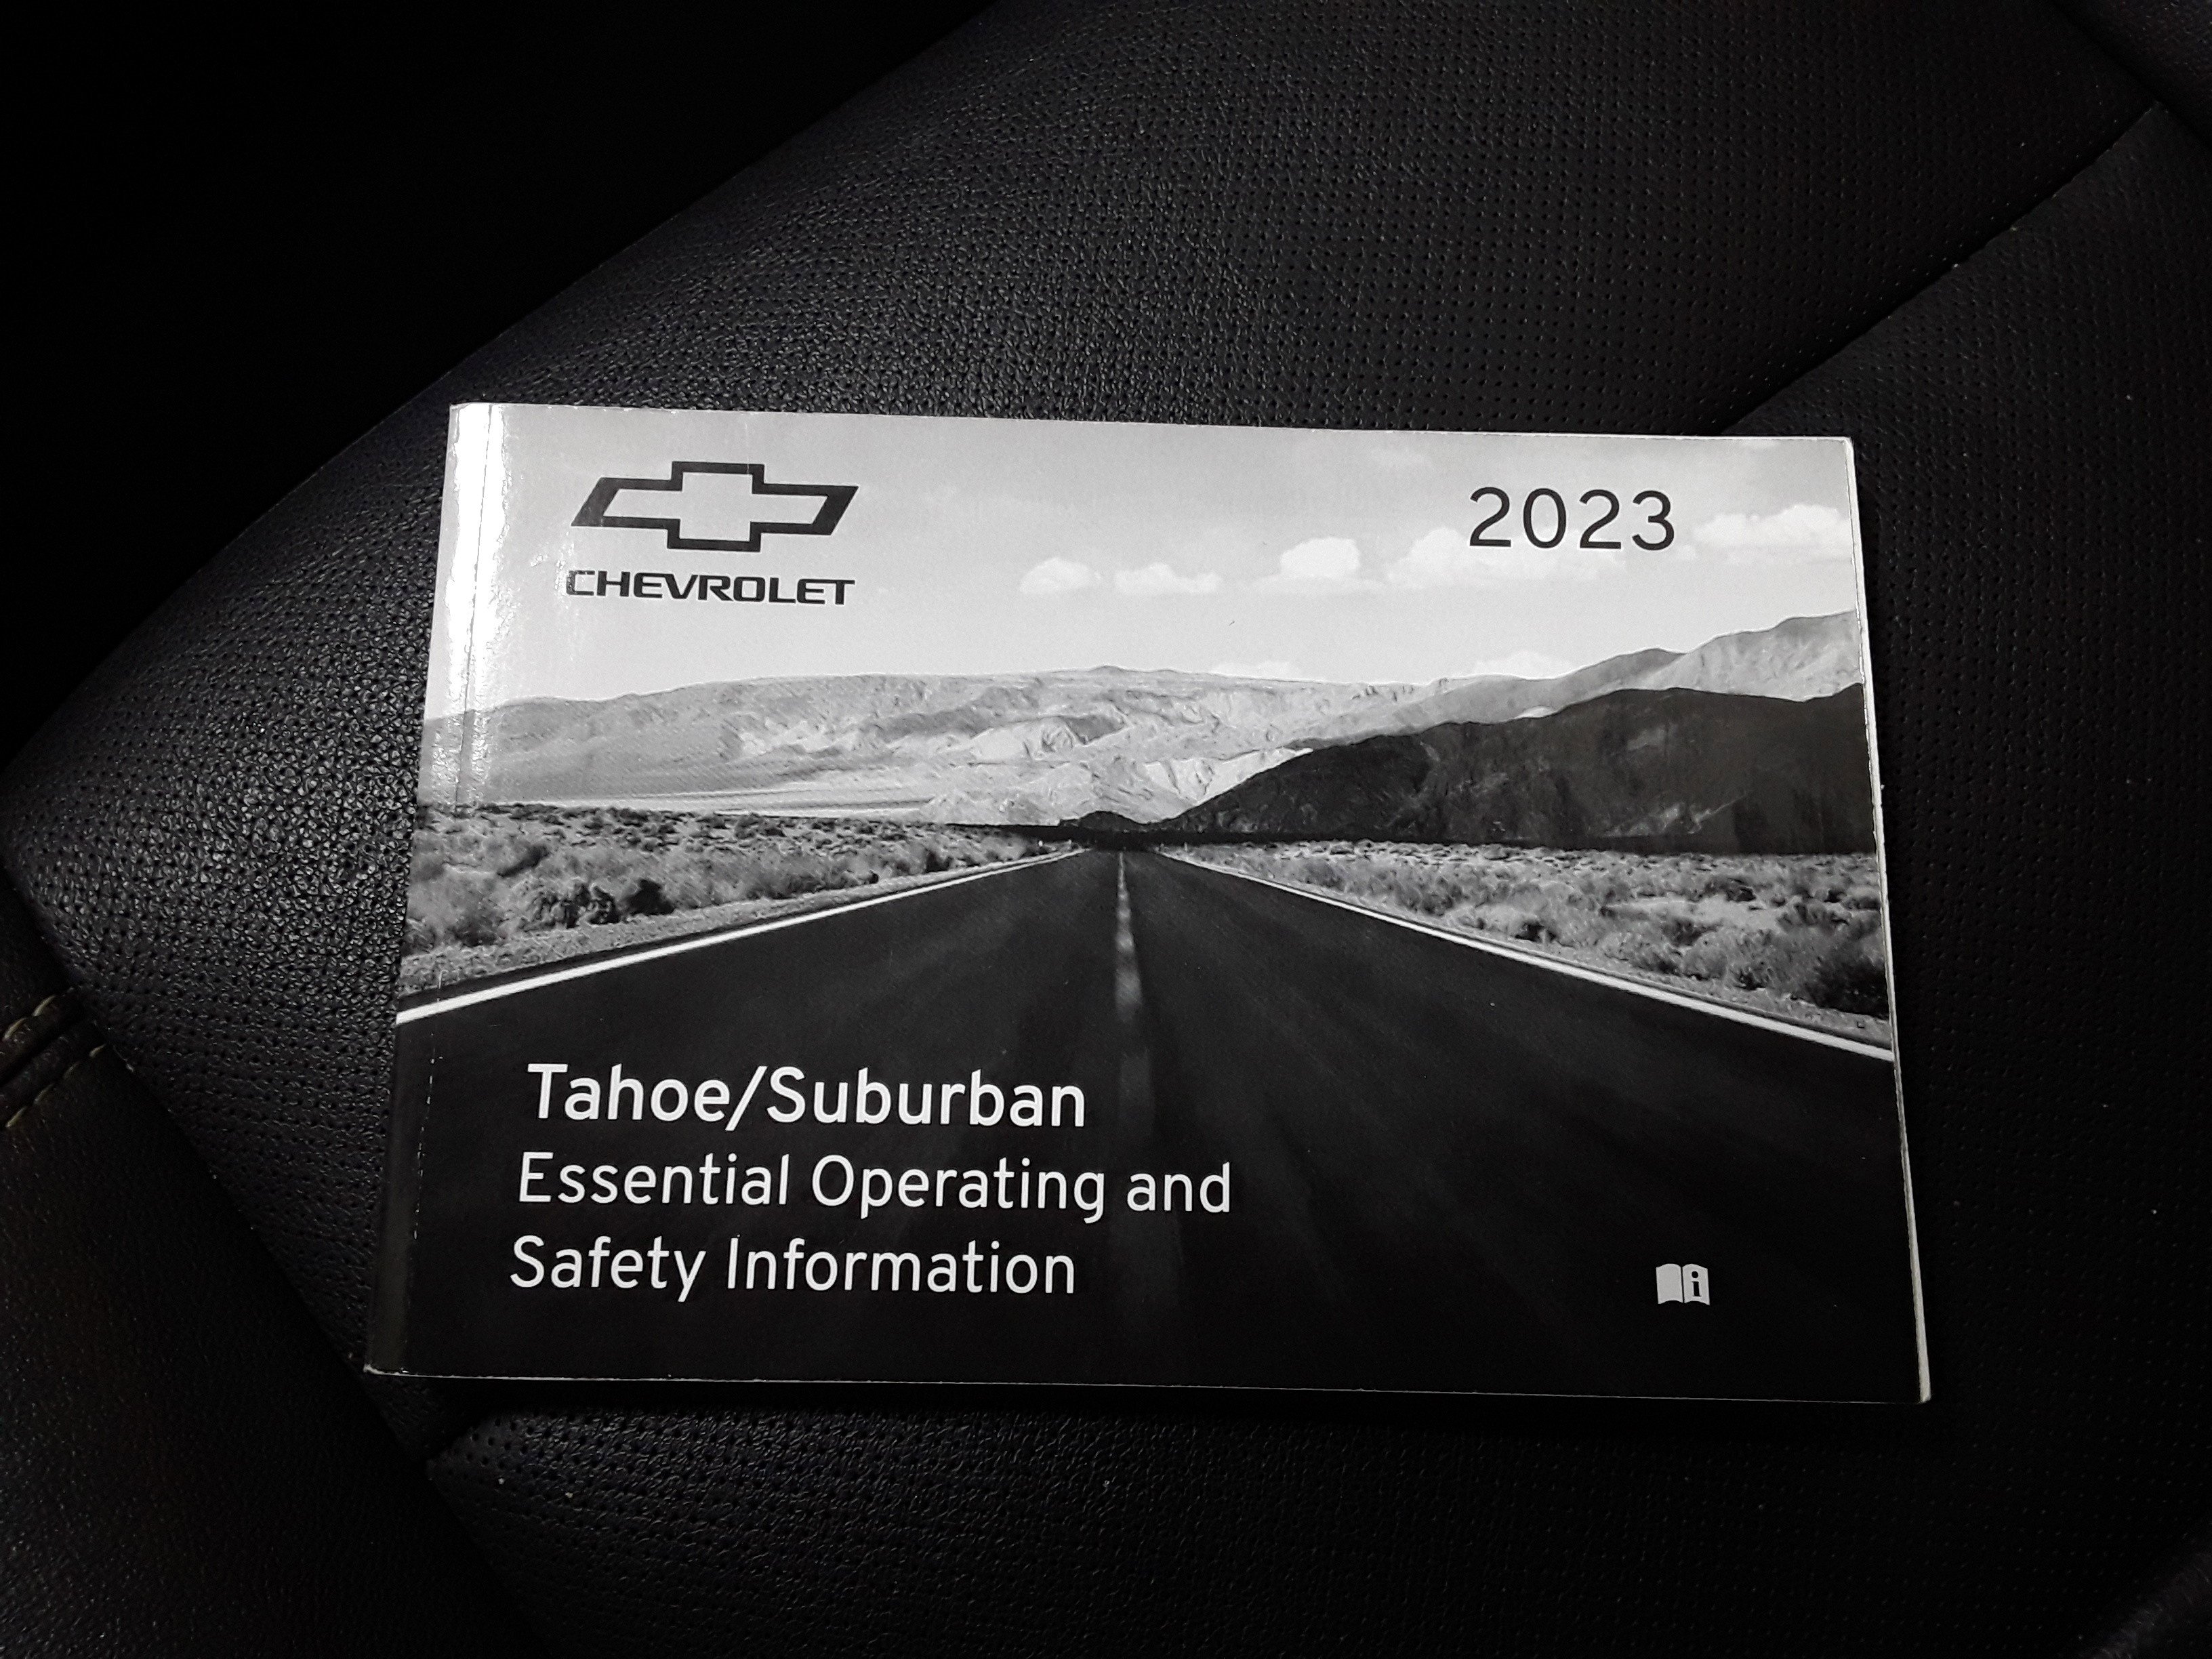 CHEVROLET
2023
Tahoe/Suburban
Essential Operating and
Safety Information